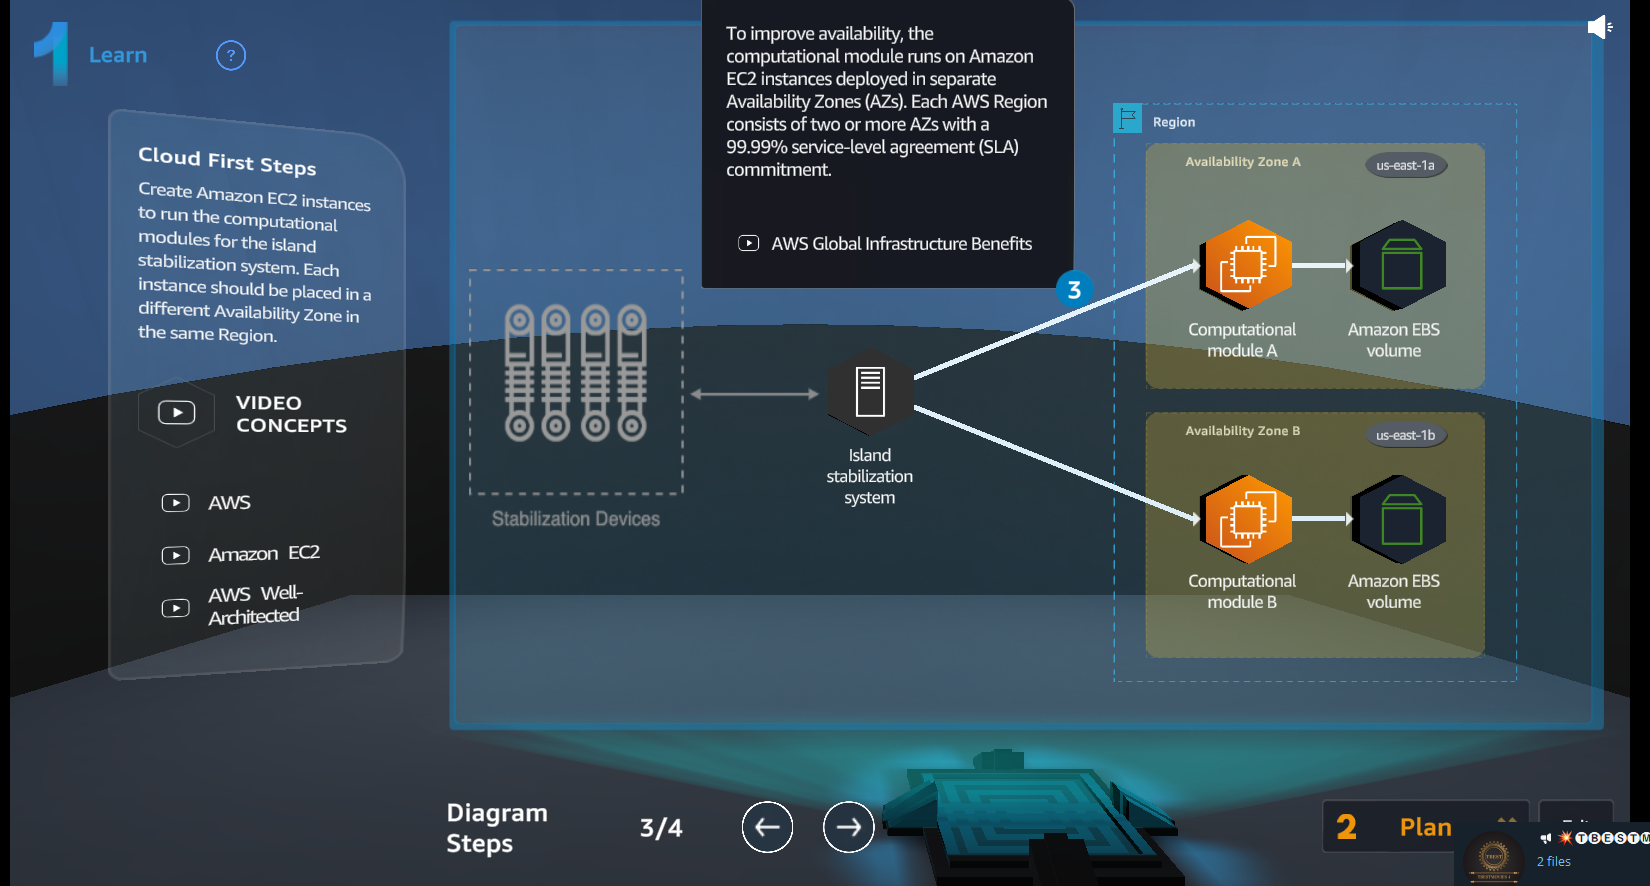 1 Learn ?
Cloud First Steps
Create Amazon EC2 instances
to run the computational
modules for the island
stabilization system. Each
instance should be placed in a
different Availability Zone in
the same Region.
VIDEO
CONCEPTS
AWS
Amazon EC2
AWS Well-
Architected
To improve availability, the
computational module runs on Amazon
EC2 instances deployed in separate
Availability Zones (AZs). Each AWS Region
consists of two or more AZs with a
99.99% service-level agreement (SLA)
commitment.
AWS Global Infrastructure Benefits
3
Stabilization Devices
Island
stabilization
system
Region
Availability Zone A
us-east-1a
Computational
module A
Amazon EBS
volume
Availability Zone B
us-east-1b
Computational
module B
Amazon EBS
volume
Diagram
Steps
3/4
2 Plan
🅣🅑🅔🅢🅣🅜
2 files